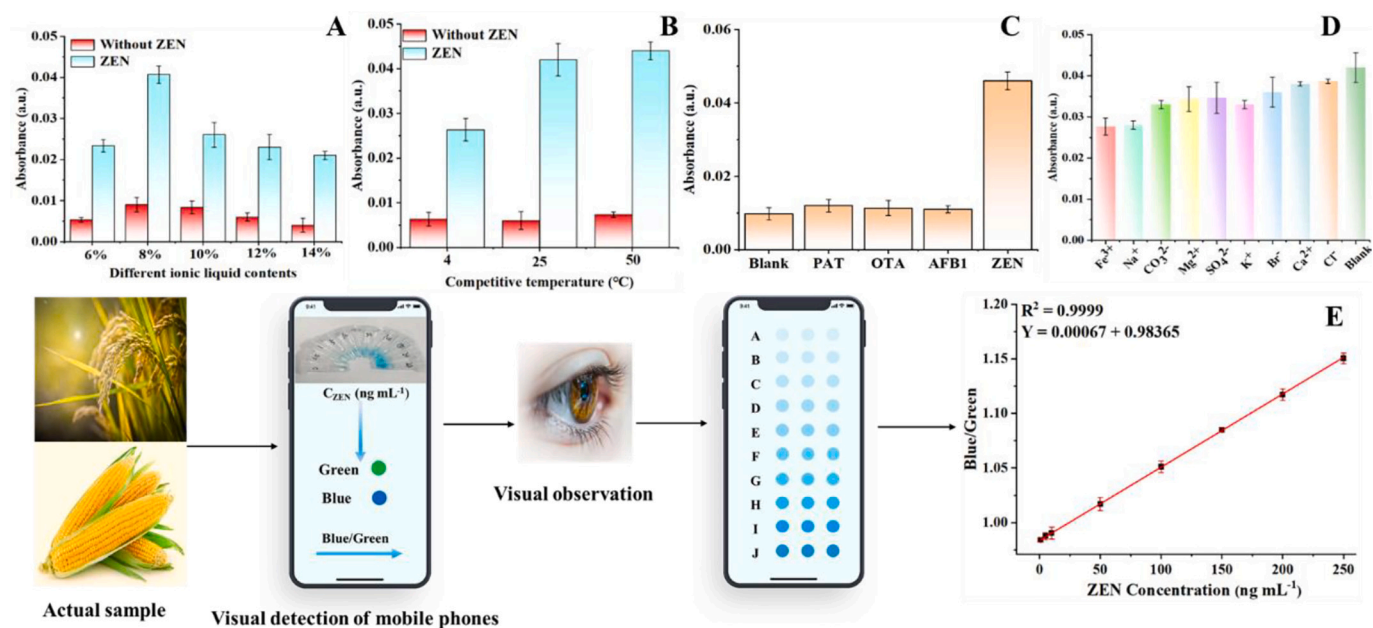 A
Without ZEN
ZEN
0.05
0.04
0.03
0.02
0.01
0.00
Absorbance (a.u.)
6%
8%
10%
12%
14%
Different ionic liquid contents
B
Without ZEN
ZEN
0.05
0.04
0.03
0.02
0.01
0.00
Absorbance (a.u.)
4
25
50
Competitive temperature (°C)
C
0.06
0.04
0.02
0.00
Absorbance (a.u.)
Blank
PAT
OTA
AFB1
ZEN
D
0.05
0.04
0.03
0.02
0.01
0.00
Absorbance (a.u.)
Fe³⁺
Na⁺
CO₃²⁻
Mg²⁺
SO₄²⁻
K⁺
Br⁻
Ca²⁺
Cl⁻
Blank
Actual sample
9:41
C_ZEN (ng mL⁻¹)
Green
Blue
Blue/Green
Visual detection of mobile phones
Visual observation
9:41
A
B
C
D
E
F
G
H
I
J
E
R² = 0.9999
Y = 0.00067 + 0.98365
1.20
1.15
1.10
1.05
1.00
Blue/Green
0
50
100
150
200
250
ZEN Concentration (ng mL⁻¹)